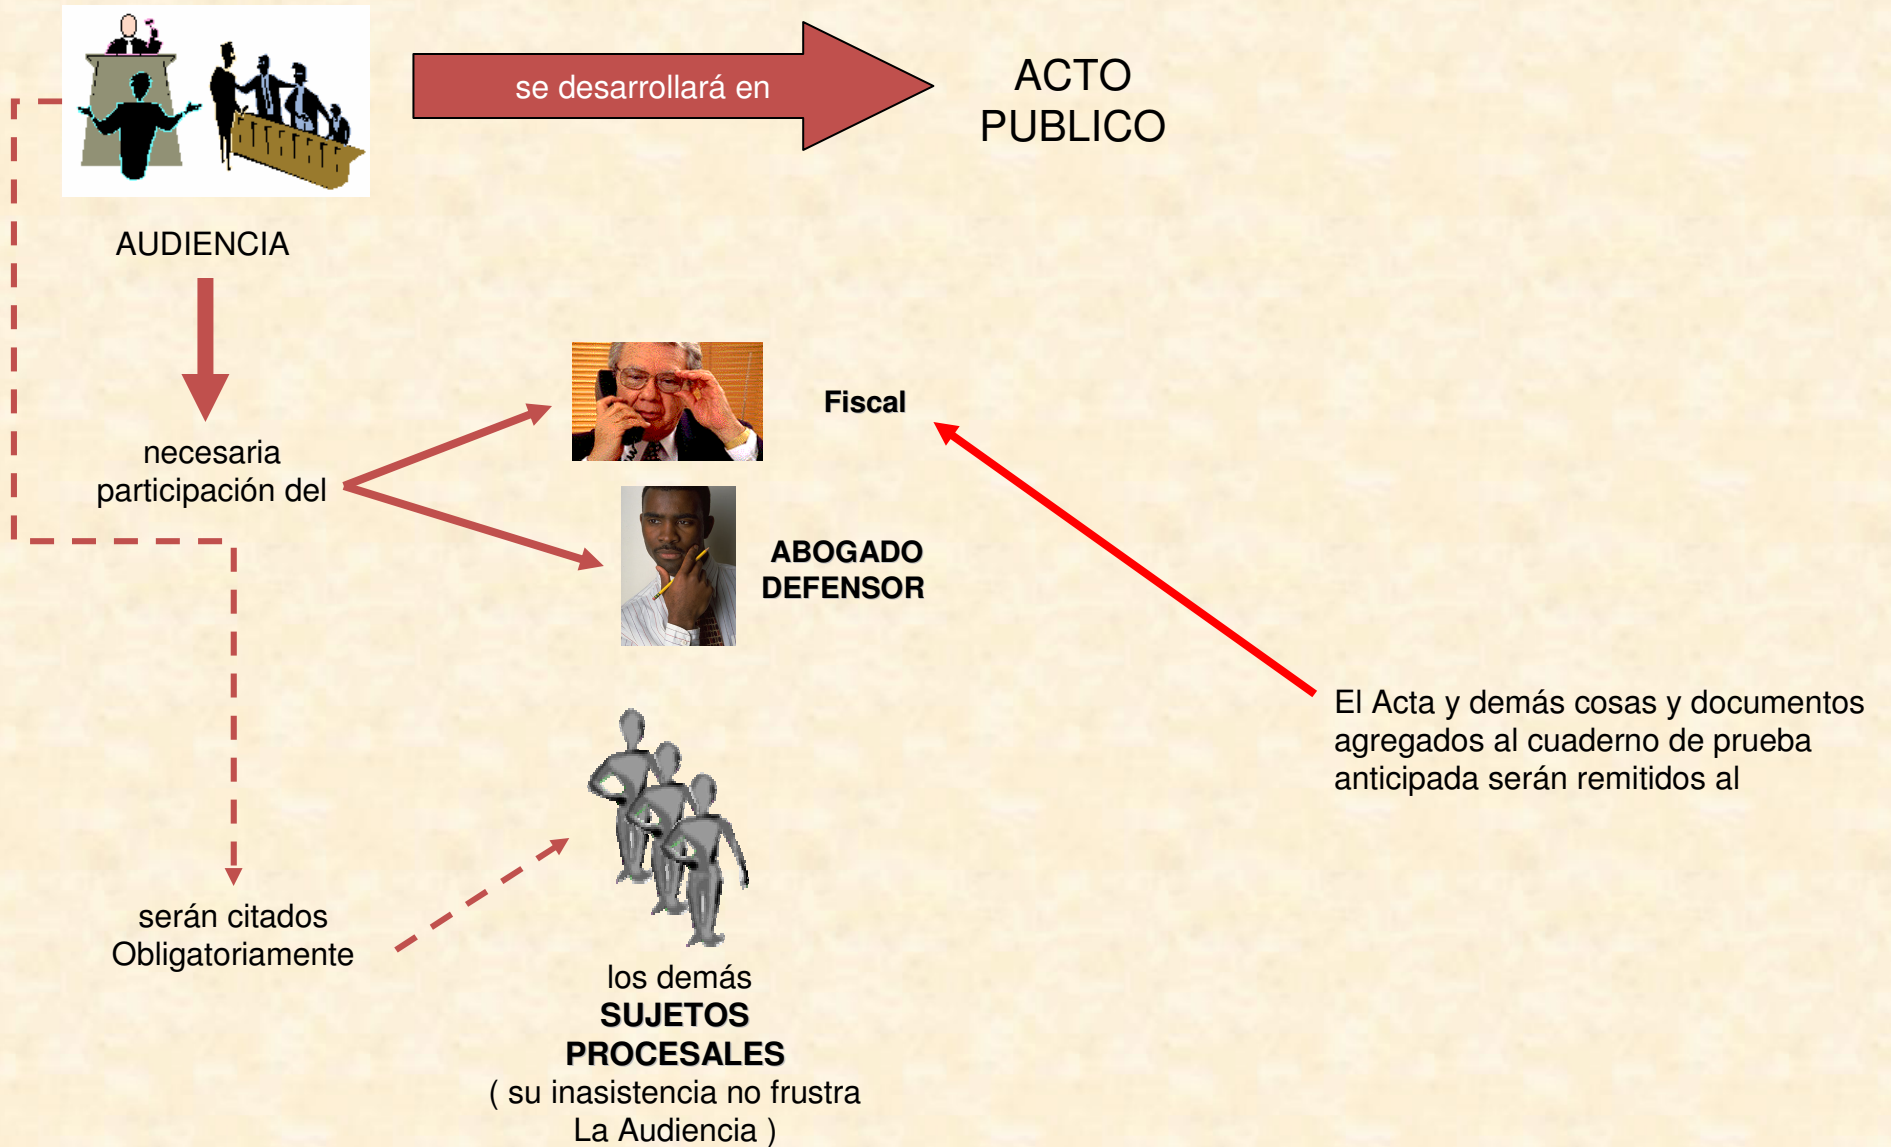 se desarrollará en
ACTO
PUBLICO
AUDIENCIA
necesaria
participación del
Fiscal
ABOGADO
DEFENSOR
El Acta y demás cosas y documentos
agregados al cuaderno de prueba
anticipada serán remitidos al
serán citados
Obligatoriamente
los demás
SUJETOS
PROCESALES
( su inasistencia no frustra
La Audiencia )